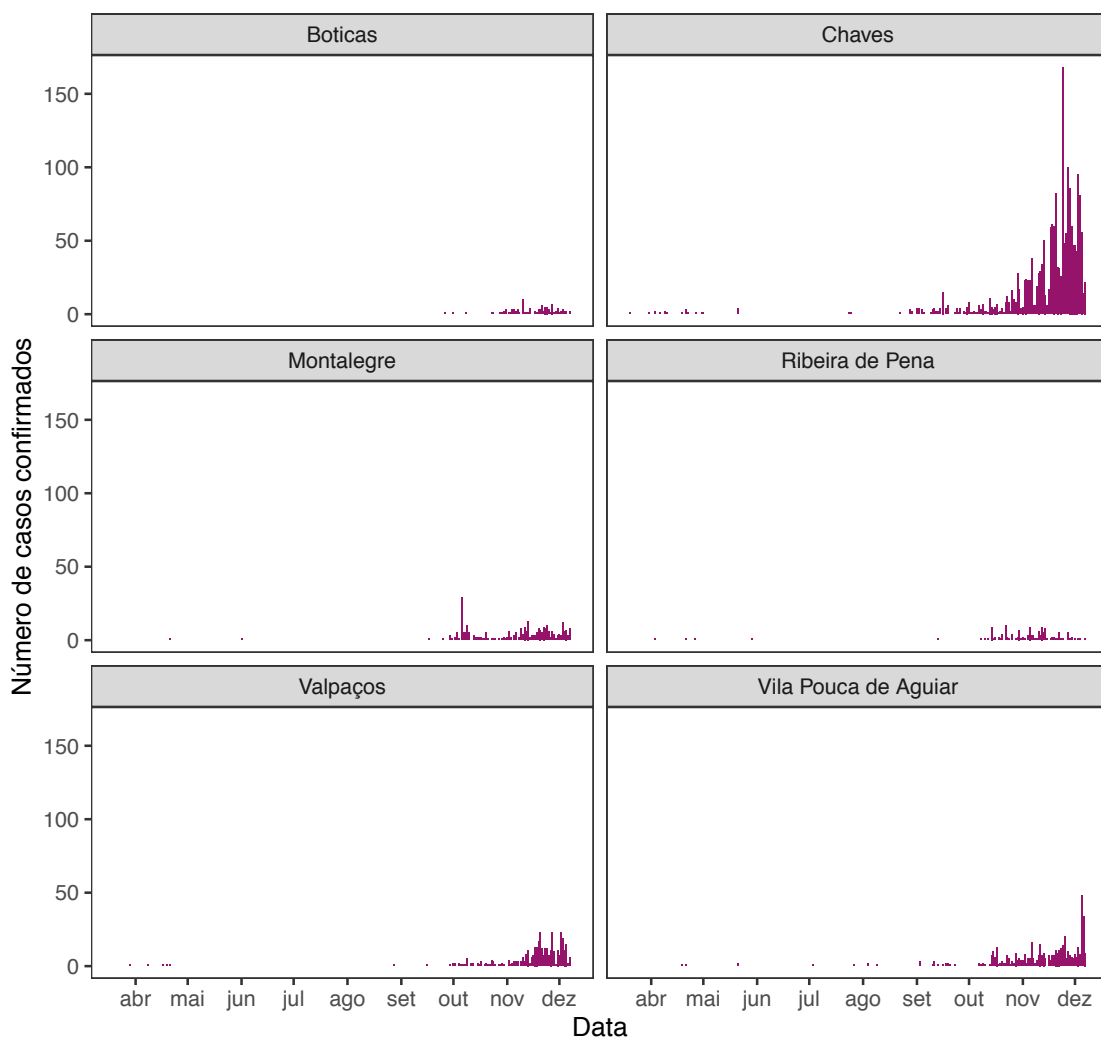 Boticas
Chaves
150
100
50
0
Montalegre
Ribeira de Pena
150
100
50
0
Valpaços
Vila Pouca de Aguiar
150
100
50
0
abr mai jun jul ago set out nov dez
abr mai jun jul ago set out nov dez
Data
Número de casos confirmados